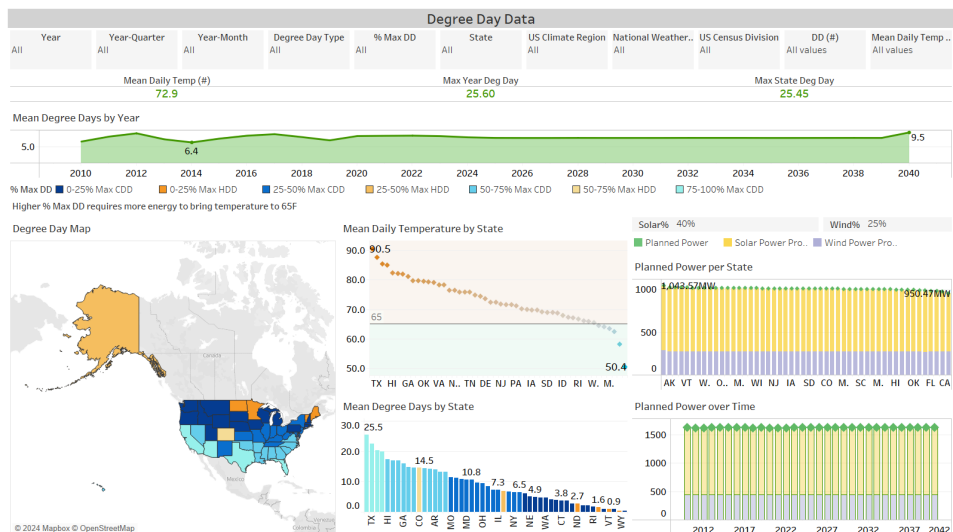 Degree Day Data
Year Year-Quarter Year-Month Degree Day Type % Max DD State US Climate Region National Weather.. US Census Division DD (#) Mean Daily Temp ..
All All All All All All All All All All values All values
Mean Daily Temp (#) Max Year Deg Day Max State Deg Day
72.9 25.60 25.45
Mean Degree Days by Year
5.0 6.4 9.5
2010 2012 2014 2016 2018 2020 2022 2024 2026 2028 2030 2032 2034 2036 2038 2040
% Max DD 0-25% Max CDD 0-25% Max HDD 25-50% Max CDD 25-50% Max HDD 50-75% Max CDD 50-75% Max HDD 75-100% Max CDD
Higher % Max DD requires more energy to bring temperature to 65F
Degree Day Map
Canada
Mexico
Venezuela
© 2024 Mapbox © OpenStreetMap
Mean Daily Temperature by State
90.0 90.5
80.0
70.0
65
60.0
50.0 50.4
TX HI GA OK VA N.. TN DE NJ PA IA SD ID RI W. M.
Mean Degree Days by State
30.0
25.5
20.0
14.5
10.0 10.8 7.3 6.5 4.9 3.8 2.7 1.6 0.9
0.0
TX HI GA CO AR MO MD OH IL NY NE WA CT ND RI VT WY
Solar% 40% Wind% 25%
Planned Power Solar Power Pro.. Wind Power Pro..
Planned Power per State
1000 1,043.57MW 950.47MW
500
0
AK VT W. O.. M. WI NJ IA SD CO M. SC M. HI OK FL CA
Planned Power over Time
1500
1000
500
0
2012 2017 2022 2027 2032 2037 2042